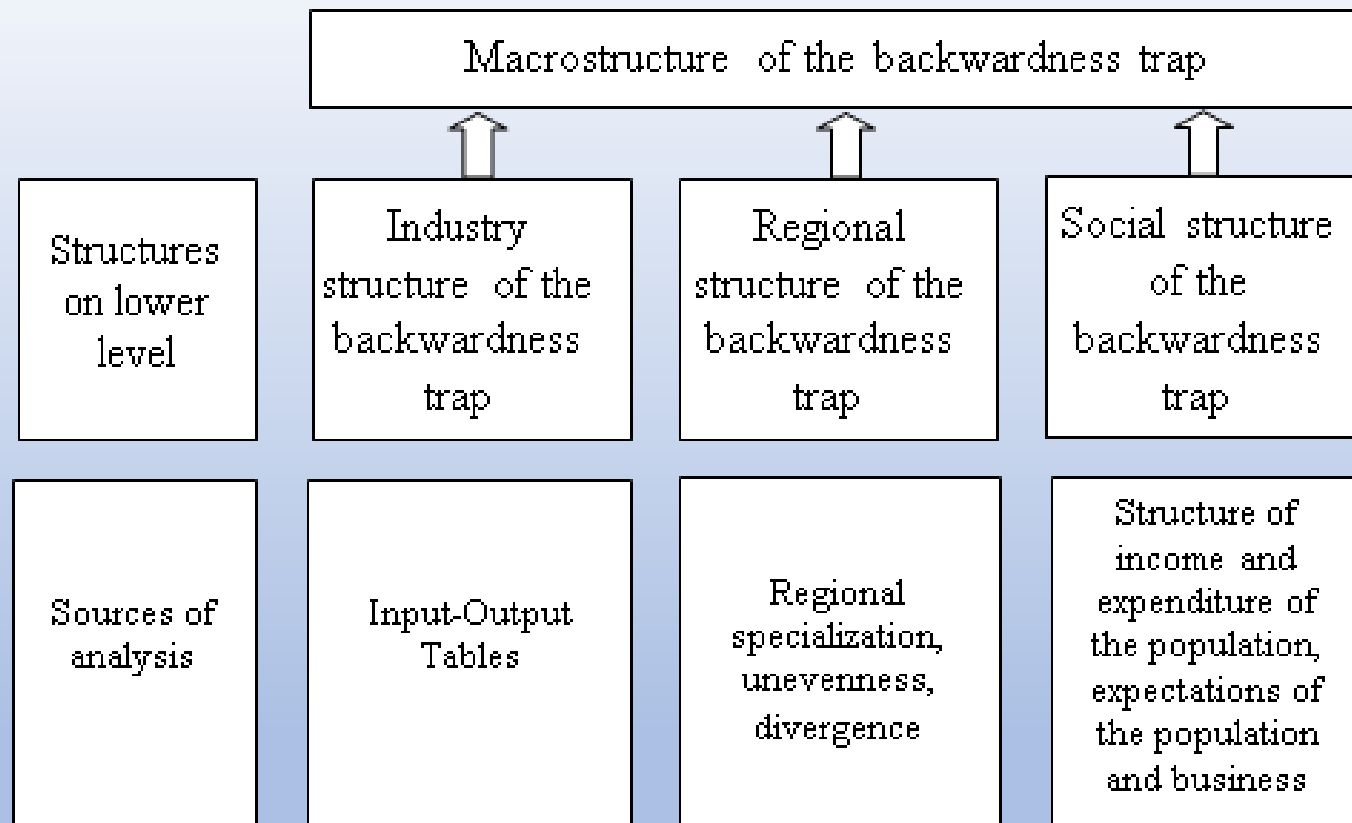 Macrostructure of the backwardness trap
Structures
on lower
level
Industry
structure of the
backwardness
trap
Regional
structure of the
backwardness
trap
Social structure
of the
backwardness
trap
Sources of
analysis
Input-Output
Tables
Regional
specialization,
unevenness,
divergence
Structure of
income and
expenditure of
the population,
expectations of
the population
and business